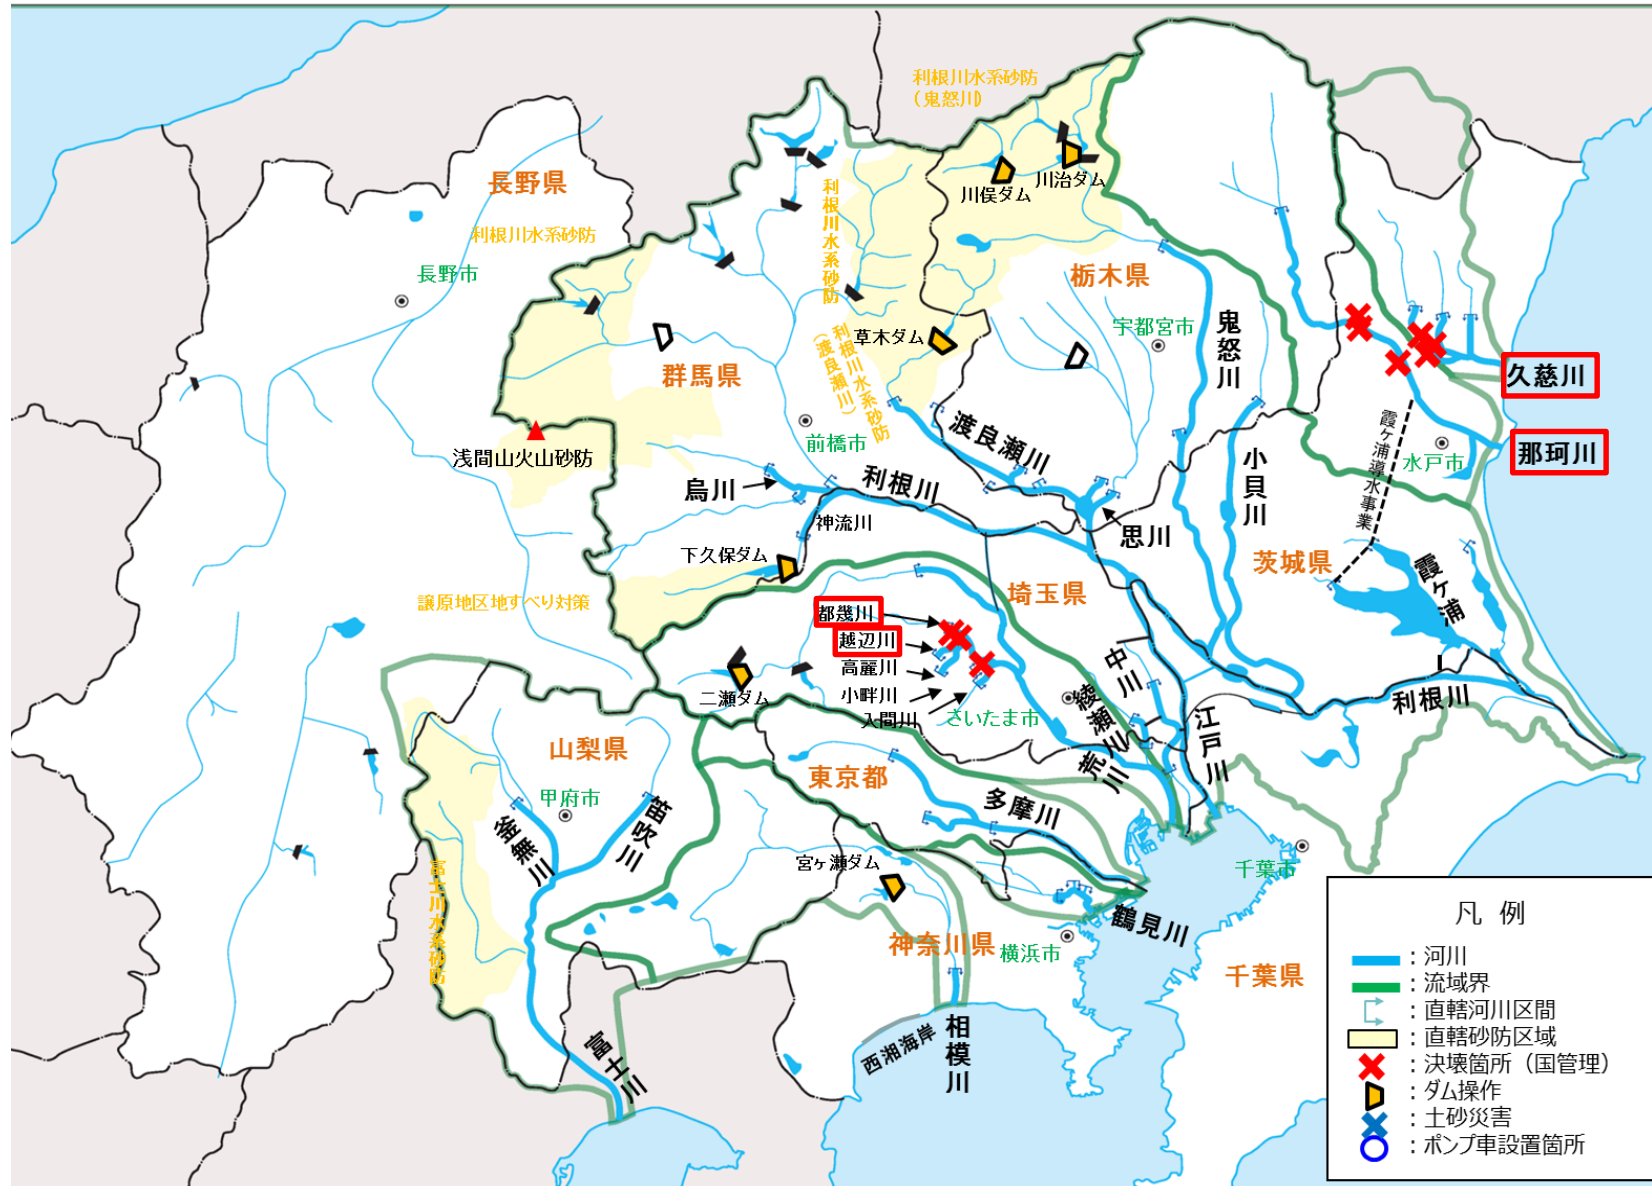 利根川水系砂防
(鬼怒川)
長野県
川俣ダム
川治ダム
利根川水系砂防
利根川水系砂防
長野市
栃木県
宇都宮市
鬼怒川
草木ダム
利根川水系砂防
(渡良瀬川)
群馬県
久慈川
前橋市
渡良瀬川
霞ヶ浦導水事業
水戸市
那珂川
浅間山火山砂防
烏川
利根川
小貝川
神流川
思川
下久保ダム
茨城県
霞ヶ浦
譲原地区地すべり対策
埼玉県
都幾川
越辺川
高麗川
小畔川
入間川
二瀬ダム
さいたま市
中川
綾瀬川
荒川
江戸川
利根川
山梨県
東京都
甲府市
釜無川
笛吹川
多摩川
宮ヶ瀬ダム
千葉市
富士川水系砂防
鶴見川
神奈川県
横浜市
千葉県
富士川
西湘海岸
相模川
凡 例
:河川
:流域界
:直轄河川区間
:直轄砂防区域
:決壊箇所(国管理)
:ダム操作
:土砂災害
:ポンプ車設置箇所